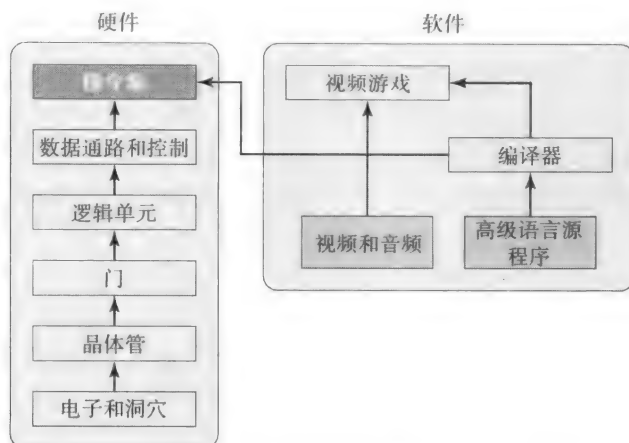 硬件
软件
视频游戏
数据通路和控制
编译器
逻辑单元
视频和音频
高级语言源
程序
门
晶体管
电子和洞穴